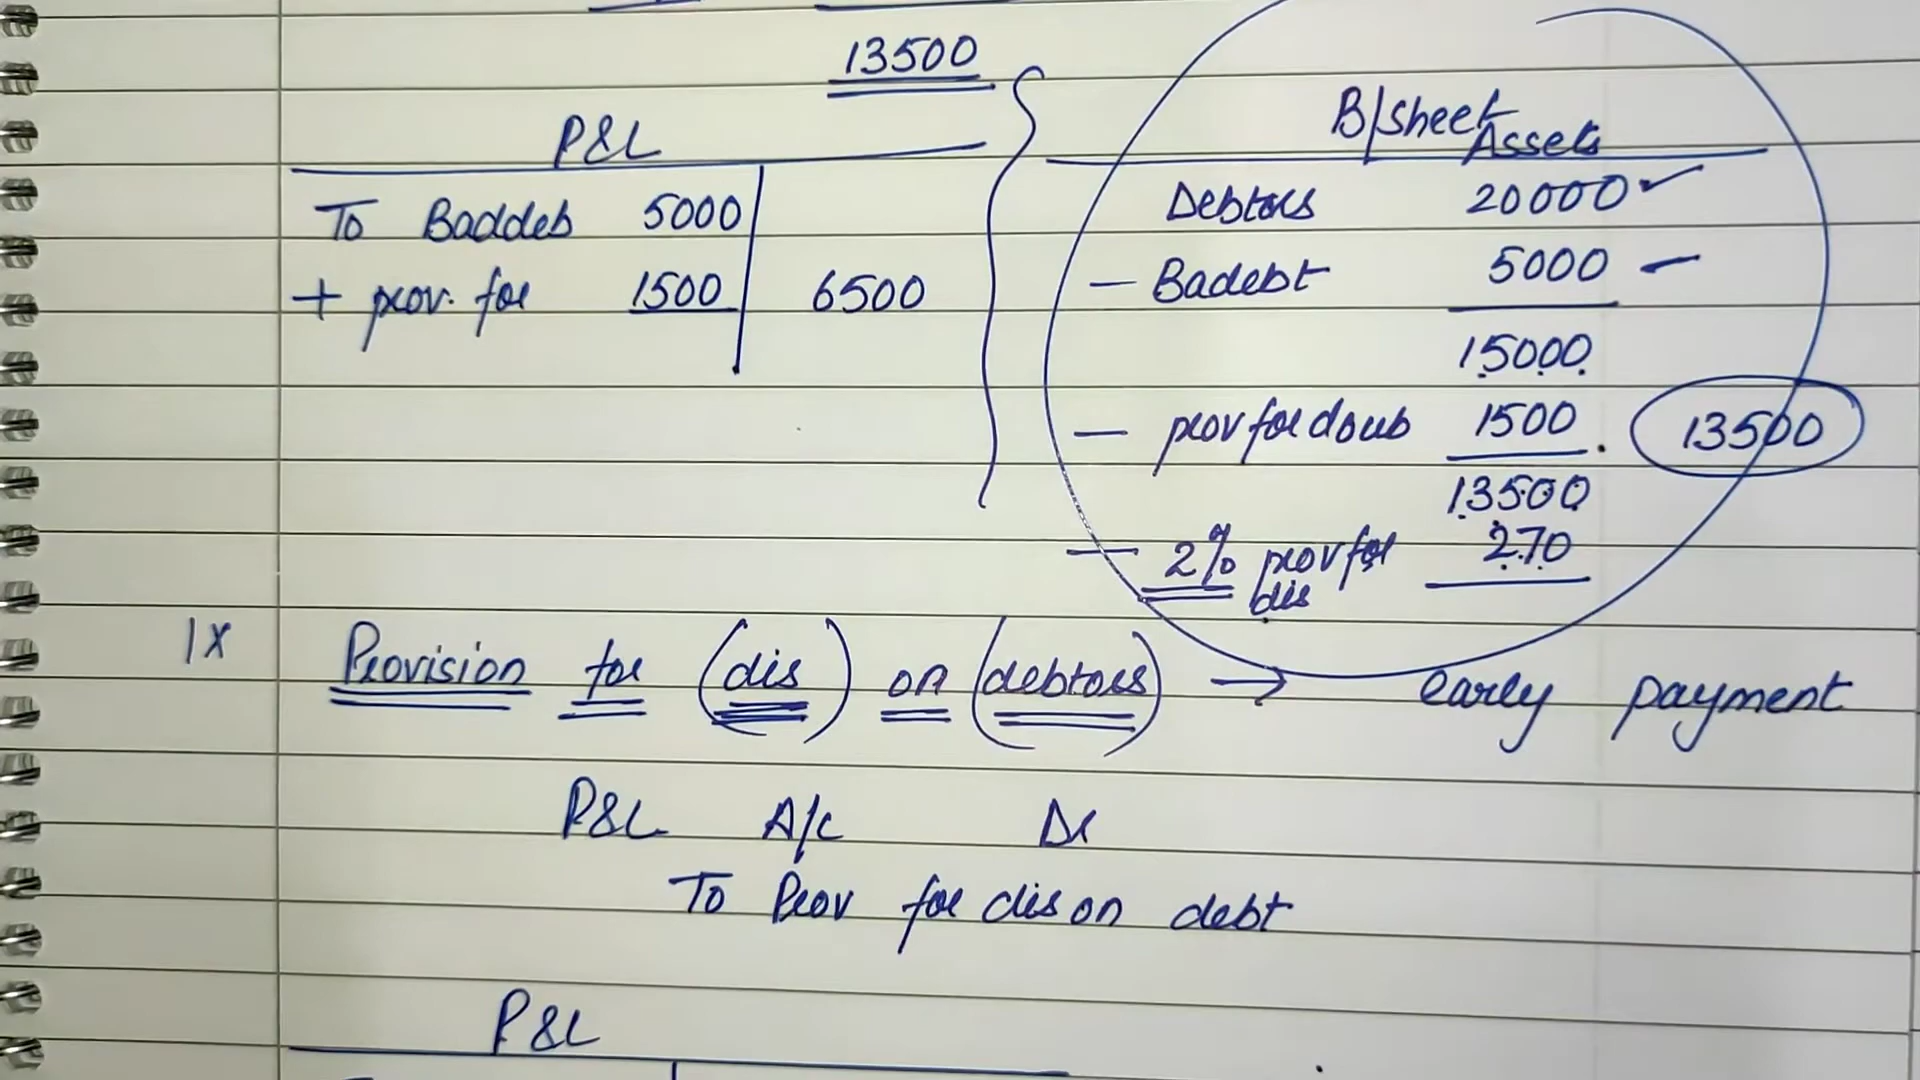 13500
P&L
To Baddeb 5000
+ prov. for 1500 6500
B/Sheet
Assets
Debtors 20000 ✓
— Badebt 5000 —
15000
— prov for doub 1500 . 13500
13500
— 2% prov for 270
dis
IX Provision for (dis) on (debtors) → early payment
P&L A/c Dr
To Prov for dis on debt
P&L